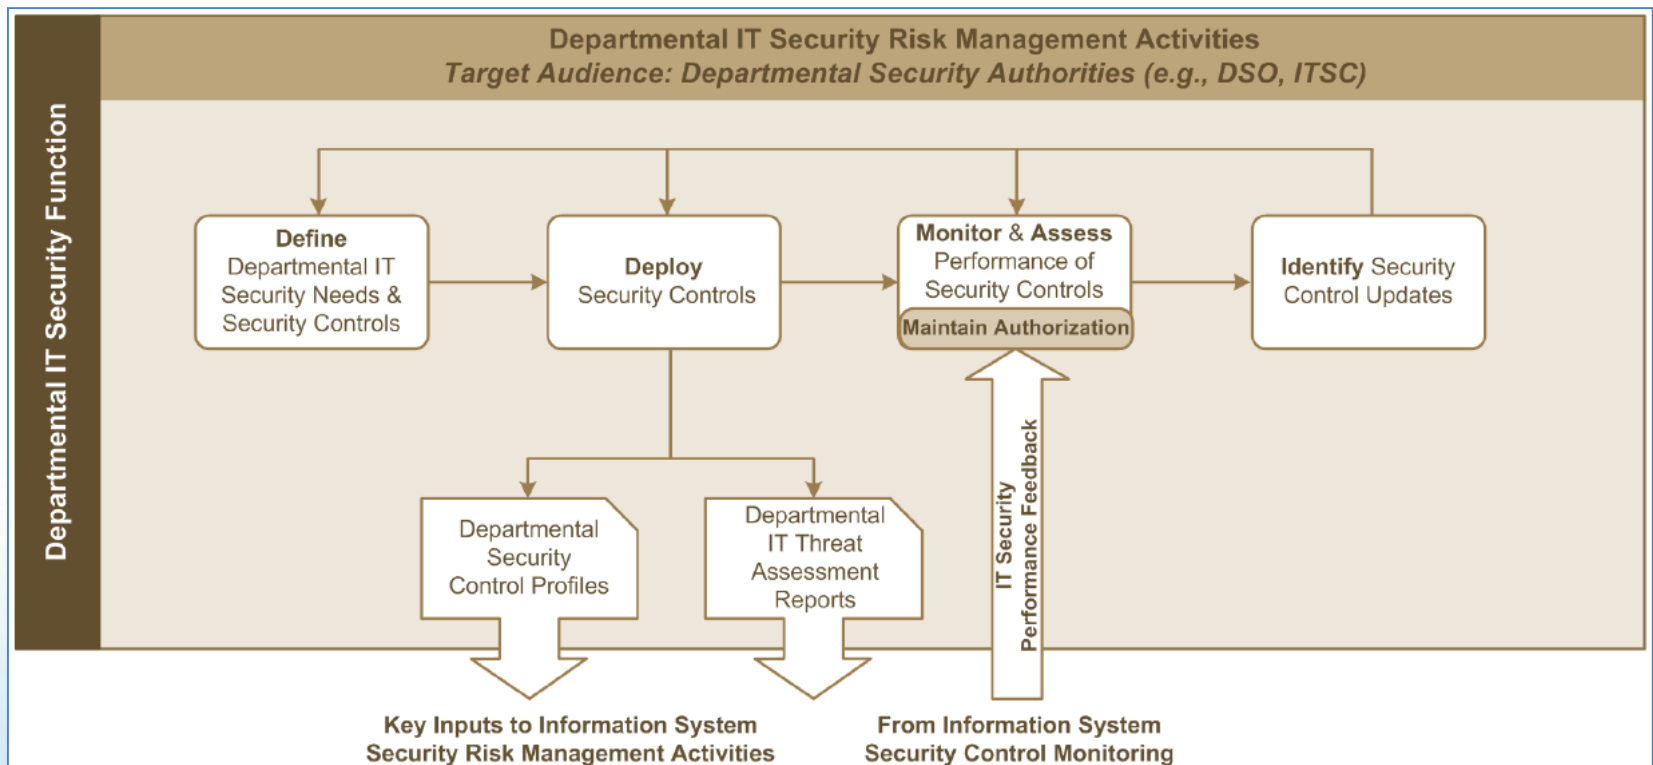 Departmental IT Security Function
Departmental IT Security Risk Management Activities
Target Audience: Departmental Security Authorities (e.g., DSO, ITSC)
Define
Departmental IT
Security Needs &
Security Controls
Deploy
Security Controls
Monitor & Assess
Performance of
Security Controls
Maintain Authorization
Identify Security
Control Updates
Departmental
Security
Control Profiles
Departmental
IT Threat
Assessment
Reports
IT Security
Performance Feedback
Key Inputs to Information System
Security Risk Management Activities
From Information System
Security Control Monitoring